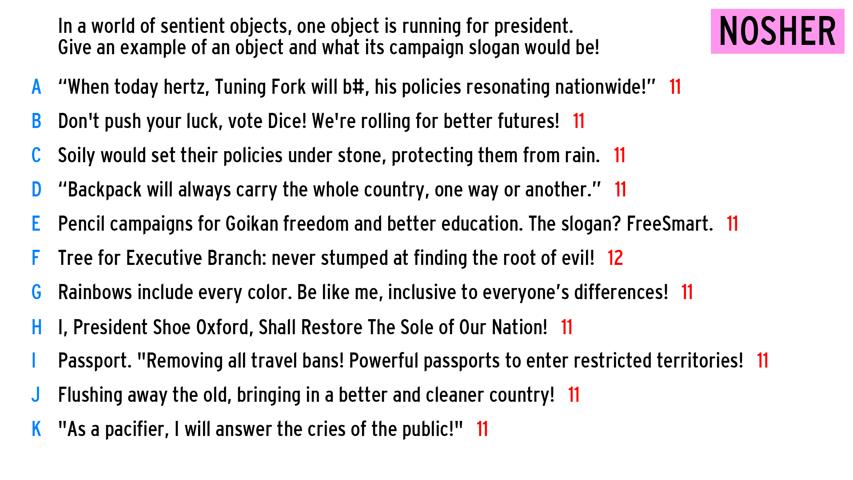 In a world of sentient objects, one object is running for president.
Give an example of an object and what its campaign slogan would be!
NOSHER
A “When today hertz, Tuning Fork will b#, his policies resonating nationwide!” 11
B Don't push your luck, vote Dice! We're rolling for better futures! 11
C Soily would set their policies under stone, protecting them from rain. 11
D “Backpack will always carry the whole country, one way or another.” 11
E Pencil campaigns for Goikan freedom and better education. The slogan? FreeSmart. 11
F Tree for Executive Branch: never stumped at finding the root of evil! 12
G Rainbows include every color. Be like me, inclusive to everyone’s differences! 11
H I, President Shoe Oxford, Shall Restore The Sole of Our Nation! 11
I Passport. "Removing all travel bans! Powerful passports to enter restricted territories! 11
J Flushing away the old, bringing in a better and cleaner country! 11
K "As a pacifier, I will answer the cries of the public!" 11